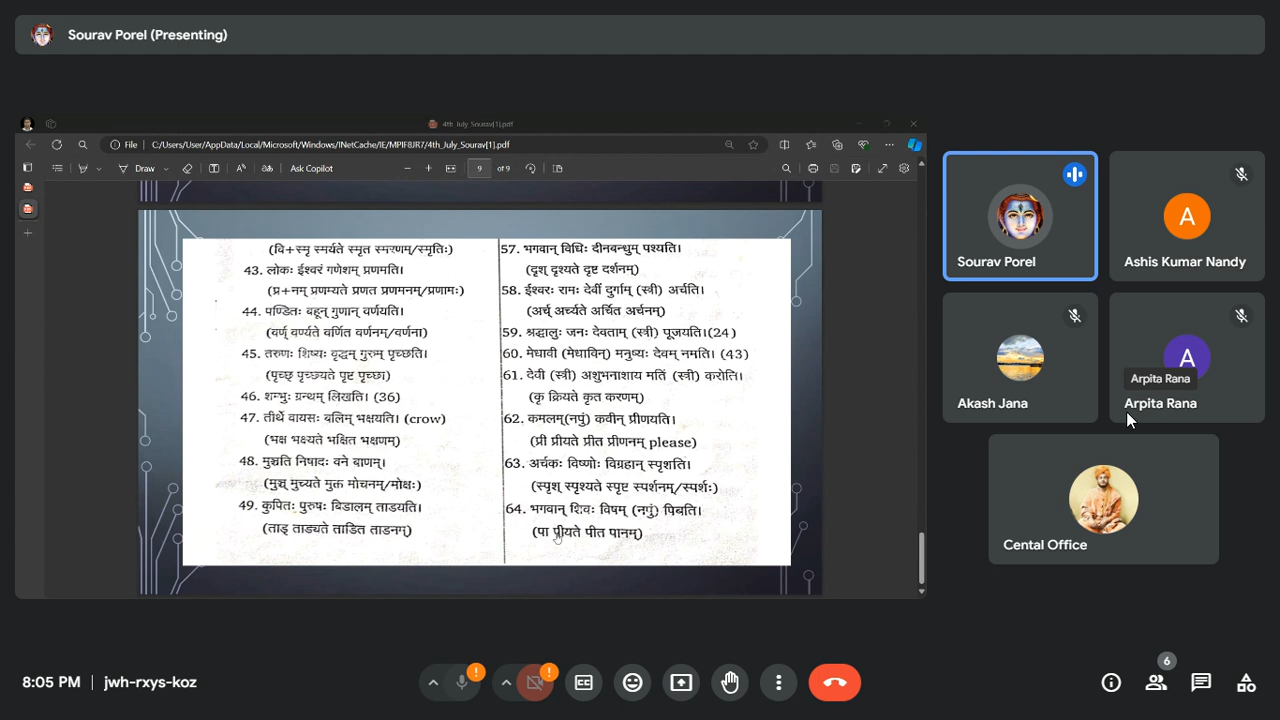 Sourav Porel (Presenting)
4th_July_Sourav[1].pdf
File C:/Users/User/AppData/Local/Microsoft/Windows/INetCache/IE/MPIF8JR7/4th_July_Sourav[1].pdf
Draw Ask Copilot 9 of 9
(वि+स्मृ स्मर्यते स्मृत स्मरणम्/स्मृतिः)
43. लोकः ईश्वरं गणेशम् प्रणमति।
(प्र+नम् प्रणम्यते प्रणत प्रणमनम्/प्रणामः)
44. पण्डितः बहून् गुणान् वर्णयति।
(वर्ण् वर्ण्यते वर्णित वर्णनम्/वर्णना)
45. तरुणः शिष्यः वृद्धम् गुरुम् पृच्छति।
(पृच्छ् पृच्छ्यते पृष्ट पृच्छा)
46. शम्भुः ग्रन्थम् लिखति। (36)
47. तीर्थे वायसः बलिम् भक्षयति। (crow)
(भक्ष भक्ष्यते भक्षित भक्षणम्)
48. मुञ्चति निषादः वने बाणम्।
(मुञ्च् मुच्यते मुक्त मोचनम्/मोक्षः)
49. कुपितः पुरुषः बिडालम् ताडयति।
(ताड् ताड्यते ताडित ताडनम्)
57. भगवान् विधिः दीनबन्धुम् पश्यति।
(दृश् दृश्यते दृष्ट दर्शनम्)
58. ईश्वरः रामः देवीं दुर्गाम् (स्त्री) अर्चति।
(अर्च् अर्च्यते अर्चित अर्चनम्)
59. श्रद्धालुः जनः देवताम् (स्त्री) पूजयति।(24)
60. मेधावी (मेधाविन्) मनुष्यः देवम् नमति। (43)
61. देवी (स्त्री) अशुभनाशाय मतिं (स्त्री) करोति।
(कृ क्रियते कृत करणम्)
62. कमलम्(नपुं) कवीन् प्रीणयति।
(प्री प्रीयते प्रीत प्रीणनम् please)
63. अर्चकः विष्णोः विग्रहान् स्पृशति।
(स्पृश् स्पृश्यते स्पृष्ट स्पर्शनम्/स्पर्शः)
64. भगवान् शिवः विषम् (नपुं) पिबति।
(पा पीयते पीत पानम्)
Sourav Porel
A
Ashis Kumar Nandy
Akash Jana
A
Arpita Rana
Arpita Rana
Cental Office
8:05 PM | jwh-rxys-koz
6